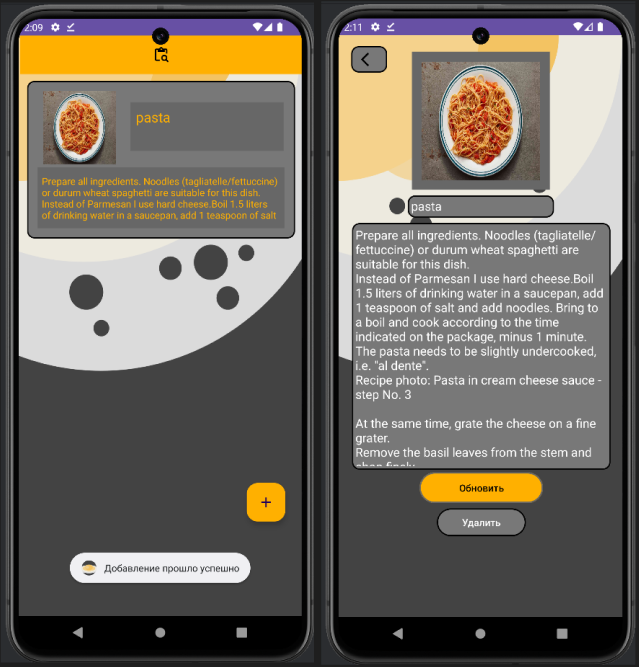 2:09
pasta
Prepare all ingredients. Noodles (tagliatelle/fettuccine)
or durum wheat spaghetti are suitable for this dish.
Instead of Parmesan I use hard cheese.Boil 1.5 liters
of drinking water in a saucepan, add 1 teaspoon of salt
+
Добавление прошло успешно
2:11
pasta
Prepare all ingredients. Noodles (tagliatelle/
fettuccine) or durum wheat spaghetti are
suitable for this dish.
Instead of Parmesan I use hard cheese.Boil
1.5 liters of drinking water in a saucepan, add
1 teaspoon of salt and add noodles. Bring to
a boil and cook according to the time
indicated on the package, minus 1 minute.
The pasta needs to be slightly undercooked,
i.e. "al dente".
Recipe photo: Pasta in cream cheese sauce -
step No. 3
At the same time, grate the cheese on a fine
grater.
Remove the basil leaves from the stem and
Обновить
Удалить